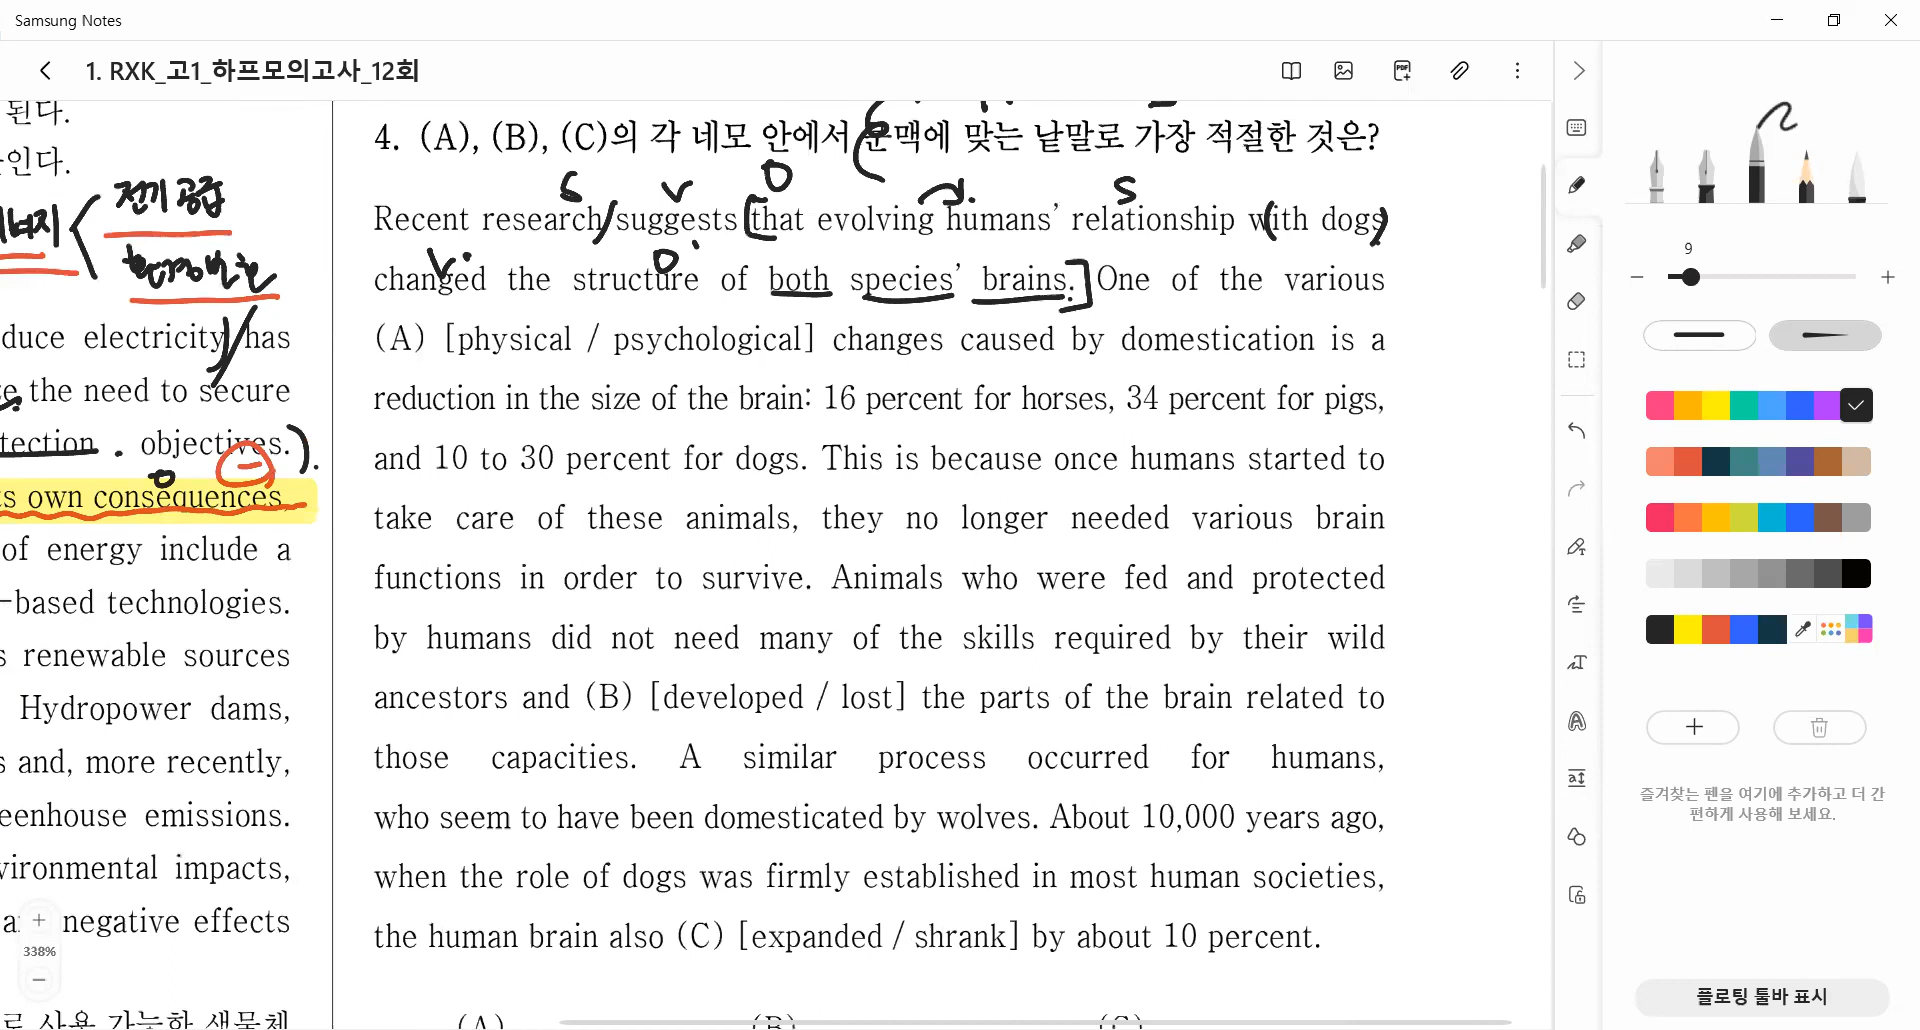 Samsung Notes
1. RXK_고1_하프모의고사_12회
된다.
인다.
전기 공급
duce electricity has
the need to secure
tection . objectives.
own consequences
of energy include a
-based technologies.
s renewable sources
Hydropower dams,
s and, more recently,
eenhouse emissions.
vironmental impacts,
negative effects
338%
로 사용 가능한 생물체
4. (A), (B), (C)의 각 네모 안에서 문맥에 맞는 낱말로 가장 적절한 것은?
S V O S
Recent research suggests that evolving humans’ relationship with dogs
V O
changed the structure of both species’ brains. One of the various
(A) [physical / psychological] changes caused by domestication is a
reduction in the size of the brain: 16 percent for horses, 34 percent for pigs,
and 10 to 30 percent for dogs. This is because once humans started to
take care of these animals, they no longer needed various brain
functions in order to survive. Animals who were fed and protected
by humans did not need many of the skills required by their wild
ancestors and (B) [developed / lost] the parts of the brain related to
those capacities. A similar process occurred for humans,
who seem to have been domesticated by wolves. About 10,000 years ago,
when the role of dogs was firmly established in most human societies,
the human brain also (C) [expanded / shrank] by about 10 percent.
(A) (B) (C)
9
즐겨찾는 펜을 여기에 추가하고 더 간
편하게 사용해 보세요.
플로팅 툴바 표시